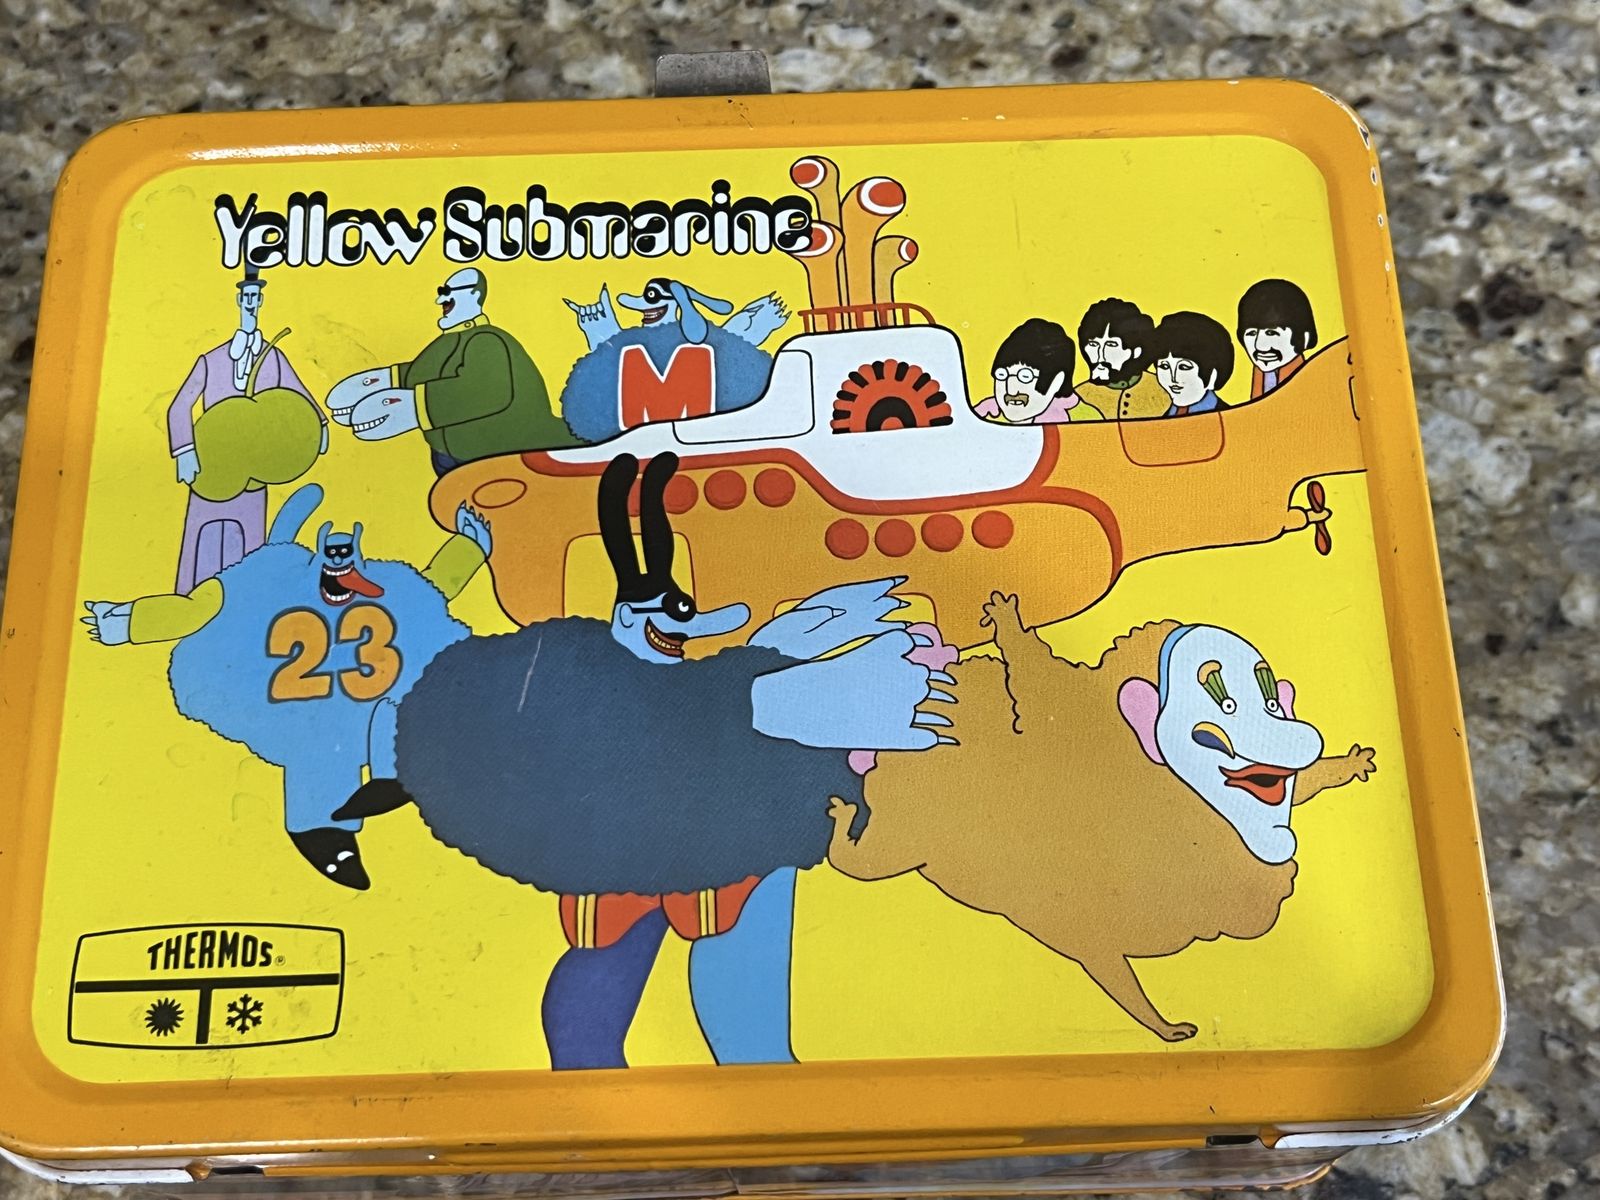 Yellow Submarine
M
23
THERMOS®